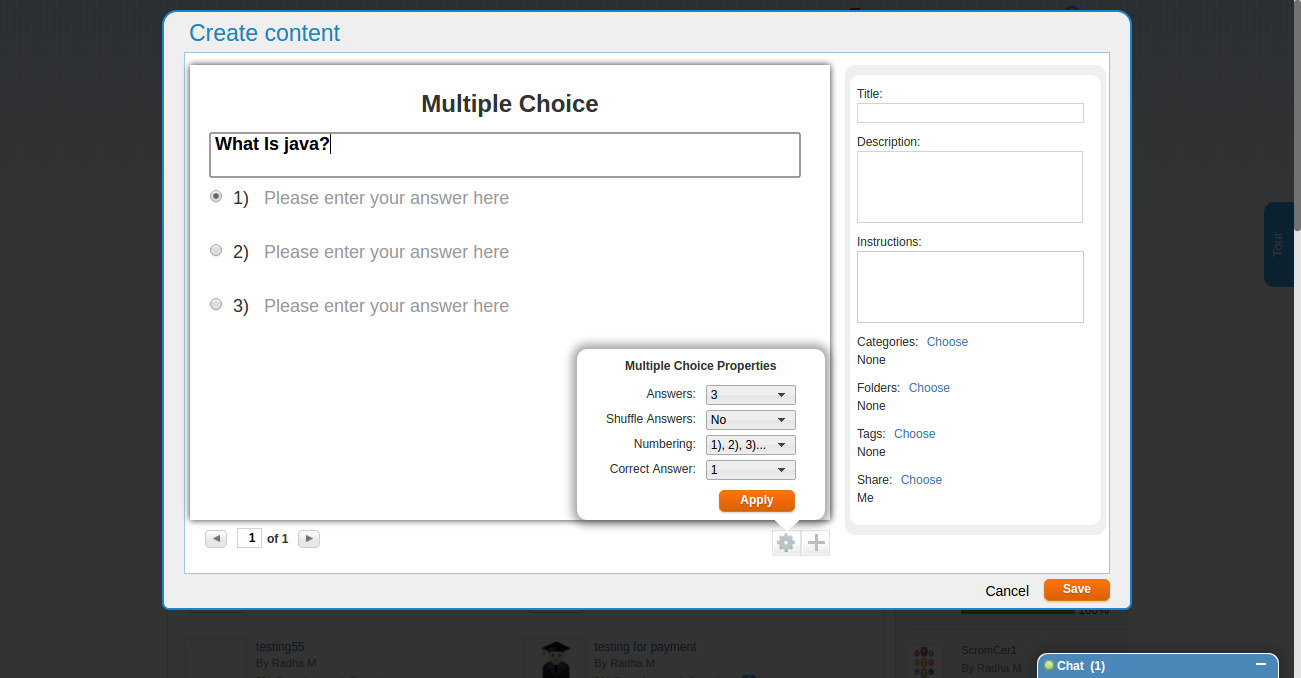 Create content
Multiple Choice
What Is java?
1) Please enter your answer here
2) Please enter your answer here
3) Please enter your answer here
Multiple Choice Properties
Answers: 3
Shuffle Answers: No
Numbering: 1), 2), 3)...
Correct Answer: 1
Apply
1 of 1
Title:
Description:
Instructions:
Categories: Choose
None
Folders: Choose
None
Tags: Choose
None
Share: Choose
Me
Cancel Save
Tour
100%
testing55
By Radha M
testing for payment
By Radha M
ScromCer1
By Radha M
Chat (1)